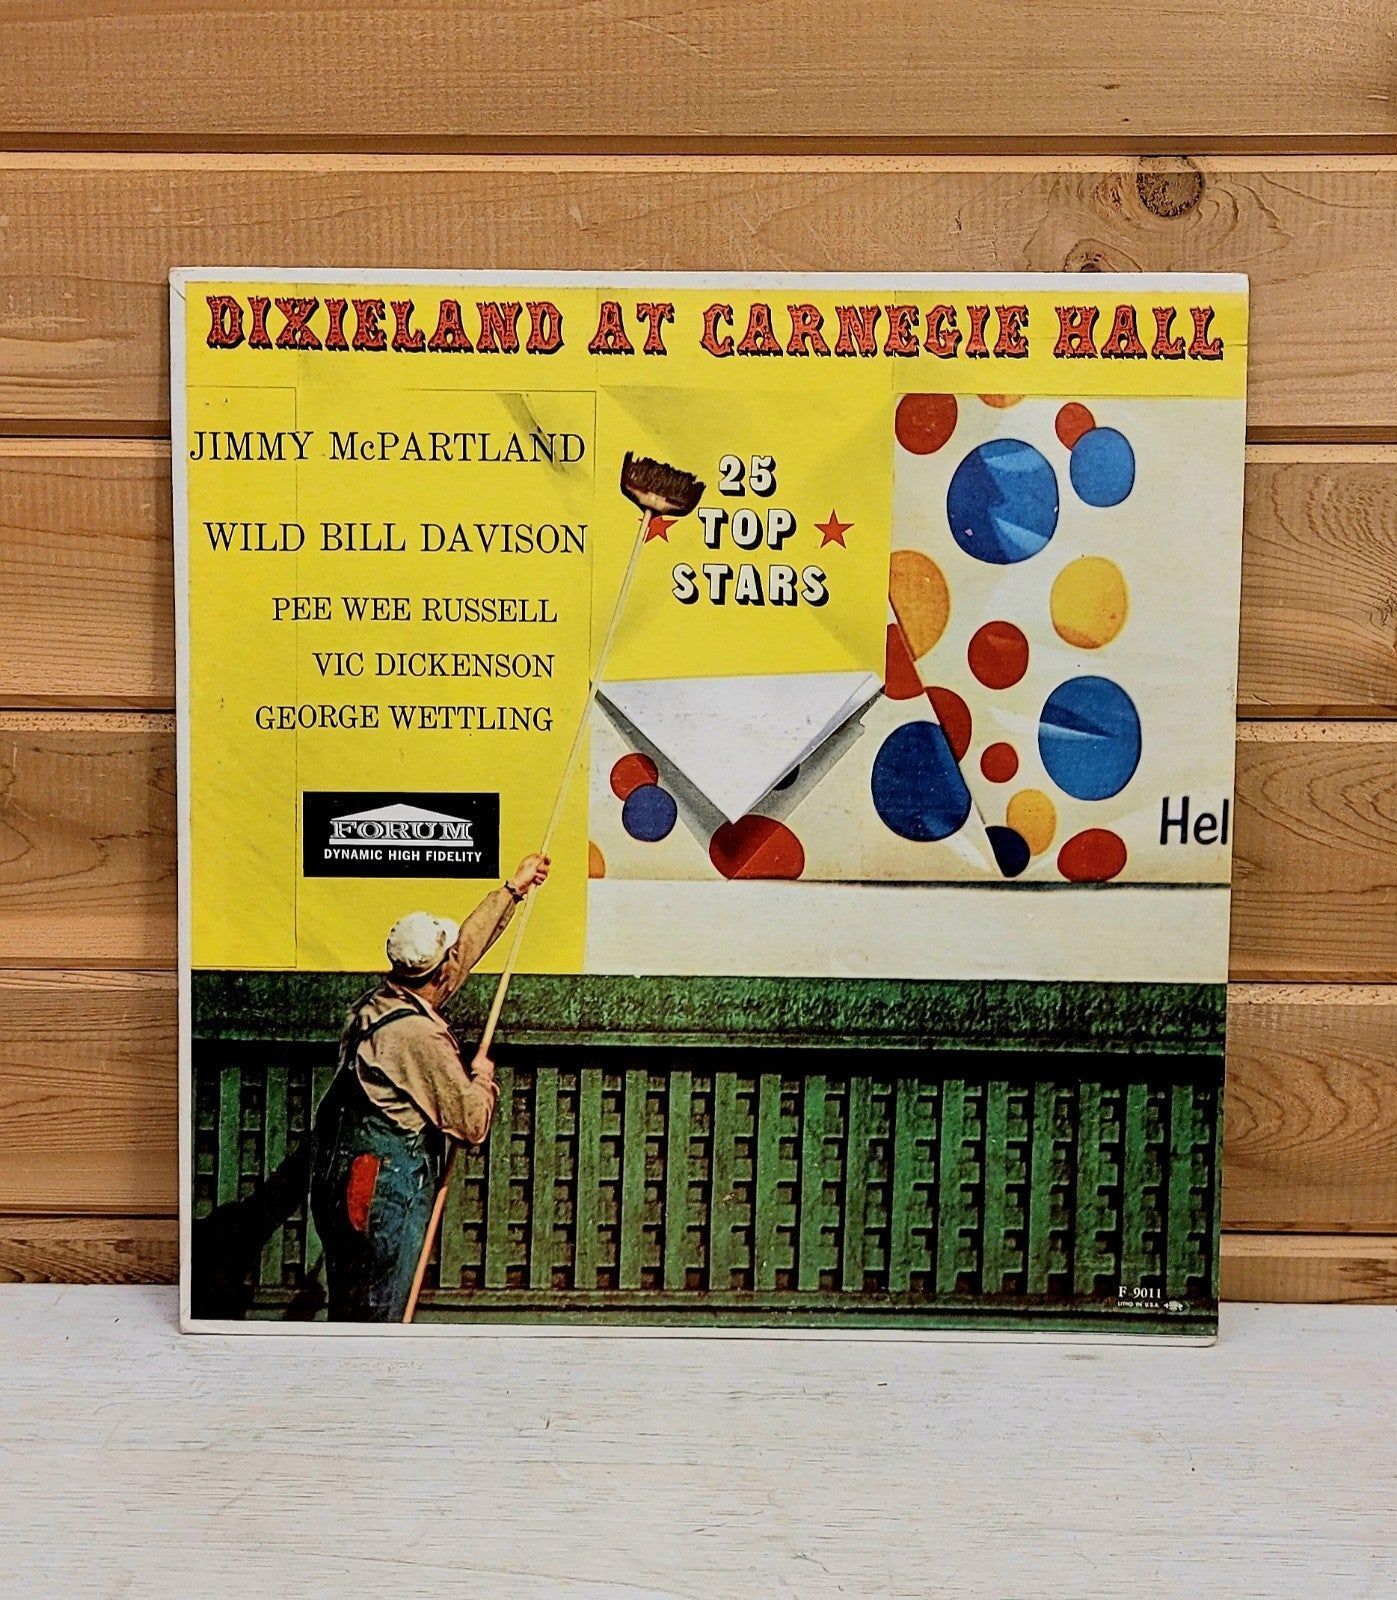 DIXIELAND AT CARNEGIE HALL
JIMMY McPARTLAND
WILD BILL DAVISON
PEE WEE RUSSELL
VIC DICKENSON
GEORGE WETTLING
25
TOP
STARS
FORUM
DYNAMIC HIGH FIDELITY
Hel
F 9011
LITHO IN U.S.A.